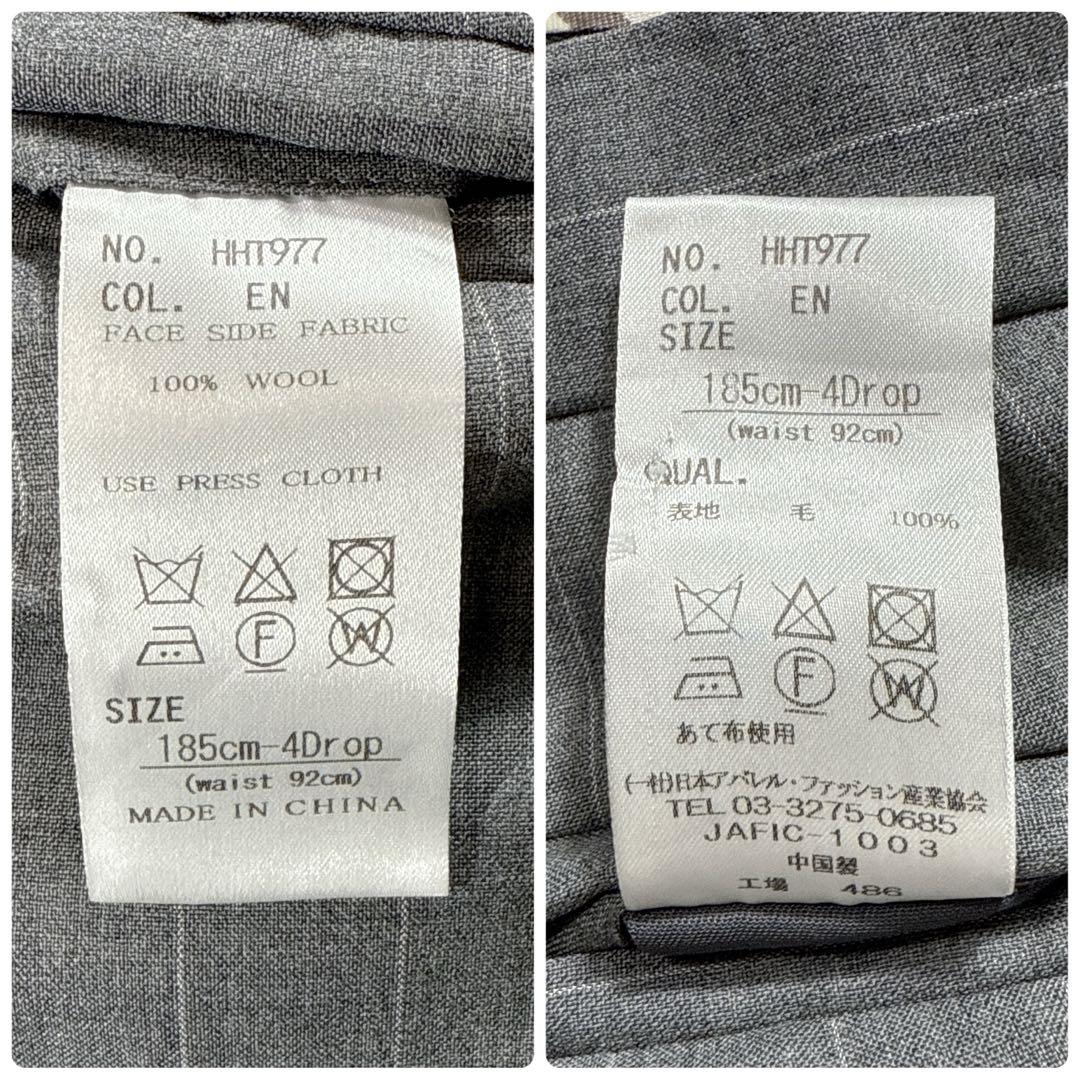 NO. HHT977
COL. EN
FACE SIDE FABRIC
100% WOOL
USE PRESS CLOTH
F
W
SIZE
185cm-4Drop
(waist 92cm)
MADE IN CHINA
NO. HHT977
COL. EN
SIZE
185cm-4Drop
(waist 92cm)
QUAL.
表地 毛 100%
F
W
あて布使用
(一社)日本アパレル・ファッション産業協会
TEL 03-3275-0685
JAFIC-1003
中国製
工場 486